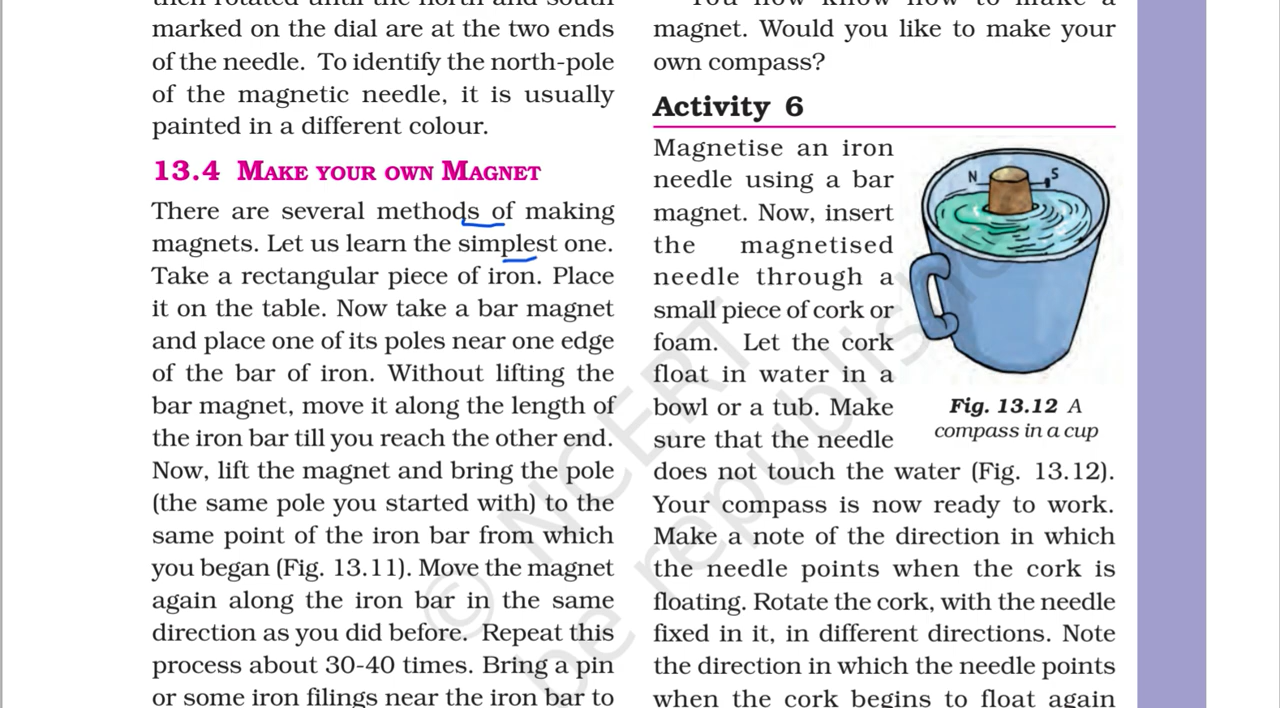 marked on the dial are at the two ends
of the needle. To identify the north-pole
of the magnetic needle, it is usually
painted in a different colour.
13.4 MAKE YOUR OWN MAGNET
There are several methods of making
magnets. Let us learn the simplest one.
Take a rectangular piece of iron. Place
it on the table. Now take a bar magnet
and place one of its poles near one edge
of the bar of iron. Without lifting the
bar magnet, move it along the length of
the iron bar till you reach the other end.
Now, lift the magnet and bring the pole
(the same pole you started with) to the
same point of the iron bar from which
you began (Fig. 13.11). Move the magnet
again along the iron bar in the same
direction as you did before. Repeat this
process about 30-40 times. Bring a pin
or some iron filings near the iron bar to
You now know how to make a
magnet. Would you like to make your
own compass?
Activity 6
Magnetise an iron
needle using a bar
magnet. Now, insert
the magnetised
needle through a
small piece of cork or
foam. Let the cork
float in water in a
bowl or a tub. Make
sure that the needle
does not touch the water (Fig. 13.12).
Your compass is now ready to work.
Make a note of the direction in which
the needle points when the cork is
floating. Rotate the cork, with the needle
fixed in it, in different directions. Note
the direction in which the needle points
when the cork begins to float again
N S
Fig. 13.12 A
compass in a cup
© NCERT
be republish